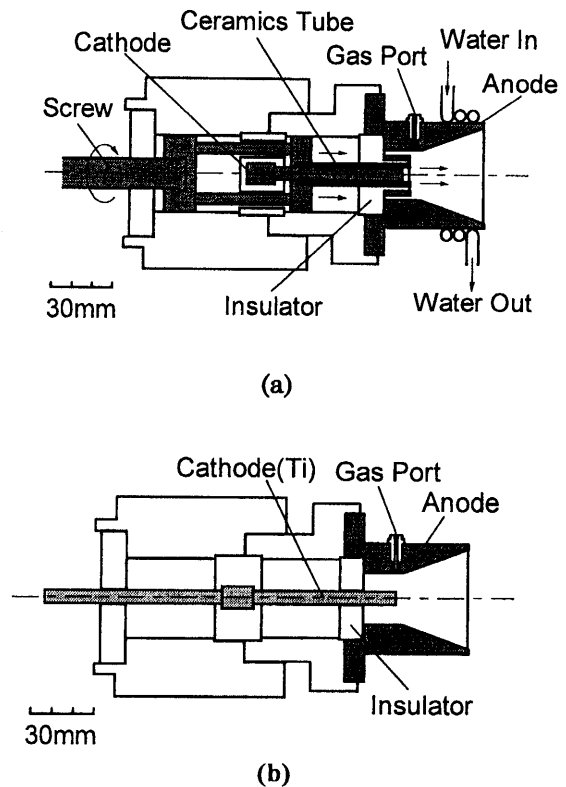 Ceramics Tube
Cathode
Gas Port
Water In
Anode
Screw
30mm
Insulator
Water Out
(a)
Cathode(Ti)
Gas Port
Anode
Insulator
30mm
(b)